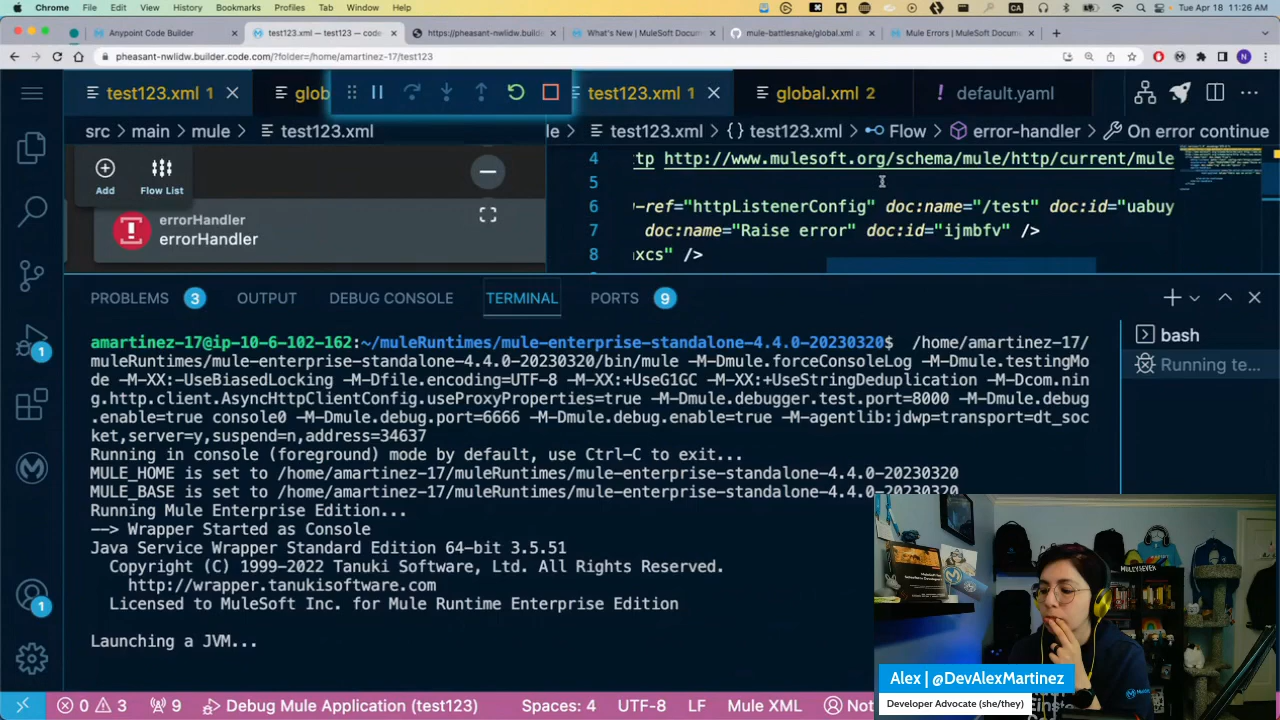 Chrome File Edit View History Bookmarks Profiles Tab Window Help CA Tue Apr 18 11:26 AM
Anypoint Code Builder
test123.xml — test123 — code-
https://pheasant-nwlidw.builder.
What's New | MuleSoft Docume
mule-battlesnake/global.xml a
Mule Errors | MuleSoft Docume
pheasant-nwlidw.builder.code.com/?folder=/home/amartinez-17/test123
N
test123.xml 1
glob
test123.xml 1
global.xml 2
! default.yaml
src > main > mule > test123.xml
le > test123.xml > {} test123.xml > Flow > error-handler > On error continue
Add
Flow List
errorHandler
errorHandler
4 tp http://www.mulesoft.org/schema/mule/http/current/mule
5
6 -ref="httpListenerConfig" doc:name="/test" doc:id="uabuy
7 doc:name="Raise error" doc:id="ijmbfv" />
8 xcs" />
PROBLEMS 3 OUTPUT DEBUG CONSOLE TERMINAL PORTS 9
amartinez-17@ip-10-6-102-162:~/muleRuntimes/mule-enterprise-standalone-4.4.0-20230320$ /home/amartinez-17/
muleRuntimes/mule-enterprise-standalone-4.4.0-20230320/bin/mule -M-Dmule.forceConsoleLog -M-Dmule.testingMo
de -M-XX:-UseBiasedLocking -M-Dfile.encoding=UTF-8 -M-XX:+UseG1GC -M-XX:+UseStringDeduplication -M-Dcom.nin
g.http.client.AsyncHttpClientConfig.useProxyProperties=true -M-Dmule.debugger.test.port=8000 -M-Dmule.debug
.enable=true console0 -M-Dmule.debug.port=6666 -M-Dmule.debug.enable=true -M-agentlib:jdwp=transport=dt_soc
ket,server=y,suspend=n,address=34637
Running in console (foreground) mode by default, use Ctrl-C to exit...
MULE_HOME is set to /home/amartinez-17/muleRuntimes/mule-enterprise-standalone-4.4.0-20230320
MULE_BASE is set to /home/amartinez-17/muleRuntimes/mule-enterprise-standalone-4.4.0-20230320
Running Mule Enterprise Edition...
--> Wrapper Started as Console
Java Service Wrapper Standard Edition 64-bit 3.5.51
Copyright (C) 1999-2022 Tanuki Software, Ltd. All Rights Reserved.
http://wrapper.tanukisoftware.com
Licensed to MuleSoft Inc. for Mule Runtime Enterprise Edition
Launching a JVM...
bash
Running te...
1
1
Alex | @DevAlexMartinez
Developer Advocate (she/they)
0 3 9 Debug Mule Application (test123) Spaces: 4 UTF-8 LF Mule XML Not